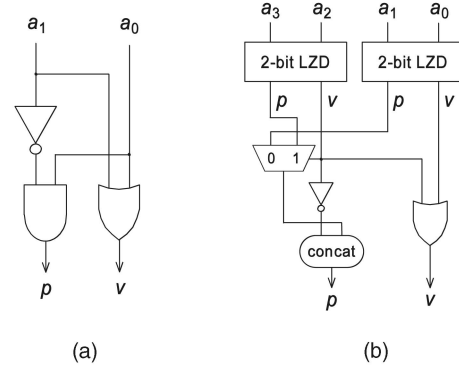 a1 a0
p v
(a)
a3 a2 a1 a0
2-bit LZD 2-bit LZD
p v p v
0 1
concat
p v
(b)